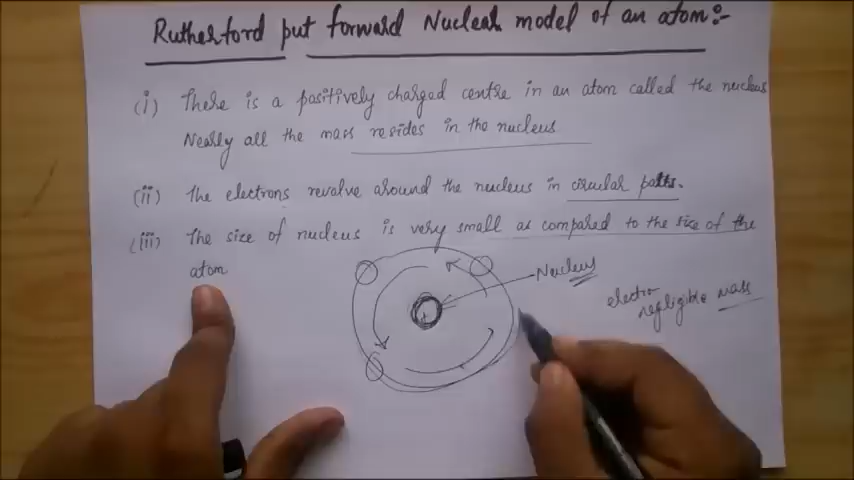 Rutherford put forward Nuclear model of an atom:-
(i) There is a positively charged centre in an atom called the nucleus
Nearly all the mass resides in the nucleus
(ii) The electrons revolve around the nucleus in circular paths.
(iii) The size of nucleus is very small as compared to the size of the
atom
Nucleus
electro
negligible mass